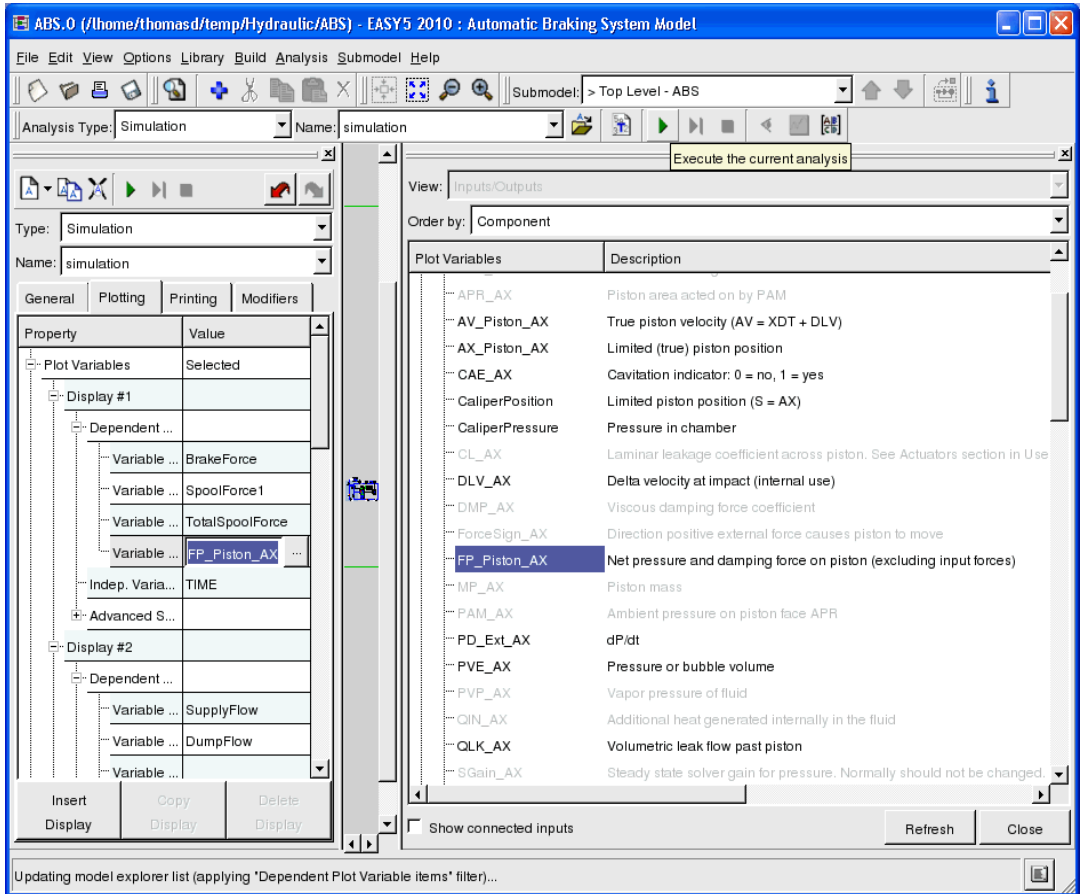 ABS.0 (/lhome/thomasd/temp/Hydraulic/ABS) - EASY5 2010 : Automatic Braking System Model
File Edit View Options Library Build Analysis Submodel Help
Submodel: > Top Level - ABS
Analysis Type: Simulation Name: simulation
Execute the current analysis
View: Inputs/Outputs
Order by: Component
Type: Simulation
Name: simulation
General Plotting Printing Modifiers
Property Value
Plot Variables Selected
Display #1
Dependent ...
Variable ... BrakeForce
Variable ... SpoolForce1
Variable ... TotalSpoolForce
Variable ... FP_Piston_AX ...
Indep. Varia... TIME
Advanced S...
Display #2
Dependent ...
Variable ... SupplyFlow
Variable ... DumpFlow
Variable ...
Insert Display
Copy Display
Delete Display
Plot Variables Description
APR_AX Piston area acted on by PAM
AV_Piston_AX True piston velocity (AV = XDT + DLV)
AX_Piston_AX Limited (true) piston position
CAE_AX Cavitation indicator: 0 = no, 1 = yes
CaliperPosition Limited piston position (S = AX)
CaliperPressure Pressure in chamber
CL_AX Laminar leakage coefficient across piston. See Actuators section in Use
DLV_AX Delta velocity at impact (internal use)
DMP_AX Viscous damping force coefficient
ForceSign_AX Direction positive external force causes piston to move
FP_Piston_AX Net pressure and damping force on piston (excluding input forces)
MP_AX Piston mass
PAM_AX Ambient pressure on piston face APR
PD_Ext_AX dP/dt
PVE_AX Pressure or bubble volume
PVP_AX Vapor pressure of fluid
QIN_AX Additional heat generated internally in the fluid
QLK_AX Volumetric leak flow past piston
SGain_AX Steady state solver gain for pressure. Normally should not be changed.
Show connected inputs
Refresh Close
Updating model explorer list (applying "Dependent Plot Variable items" filter)...